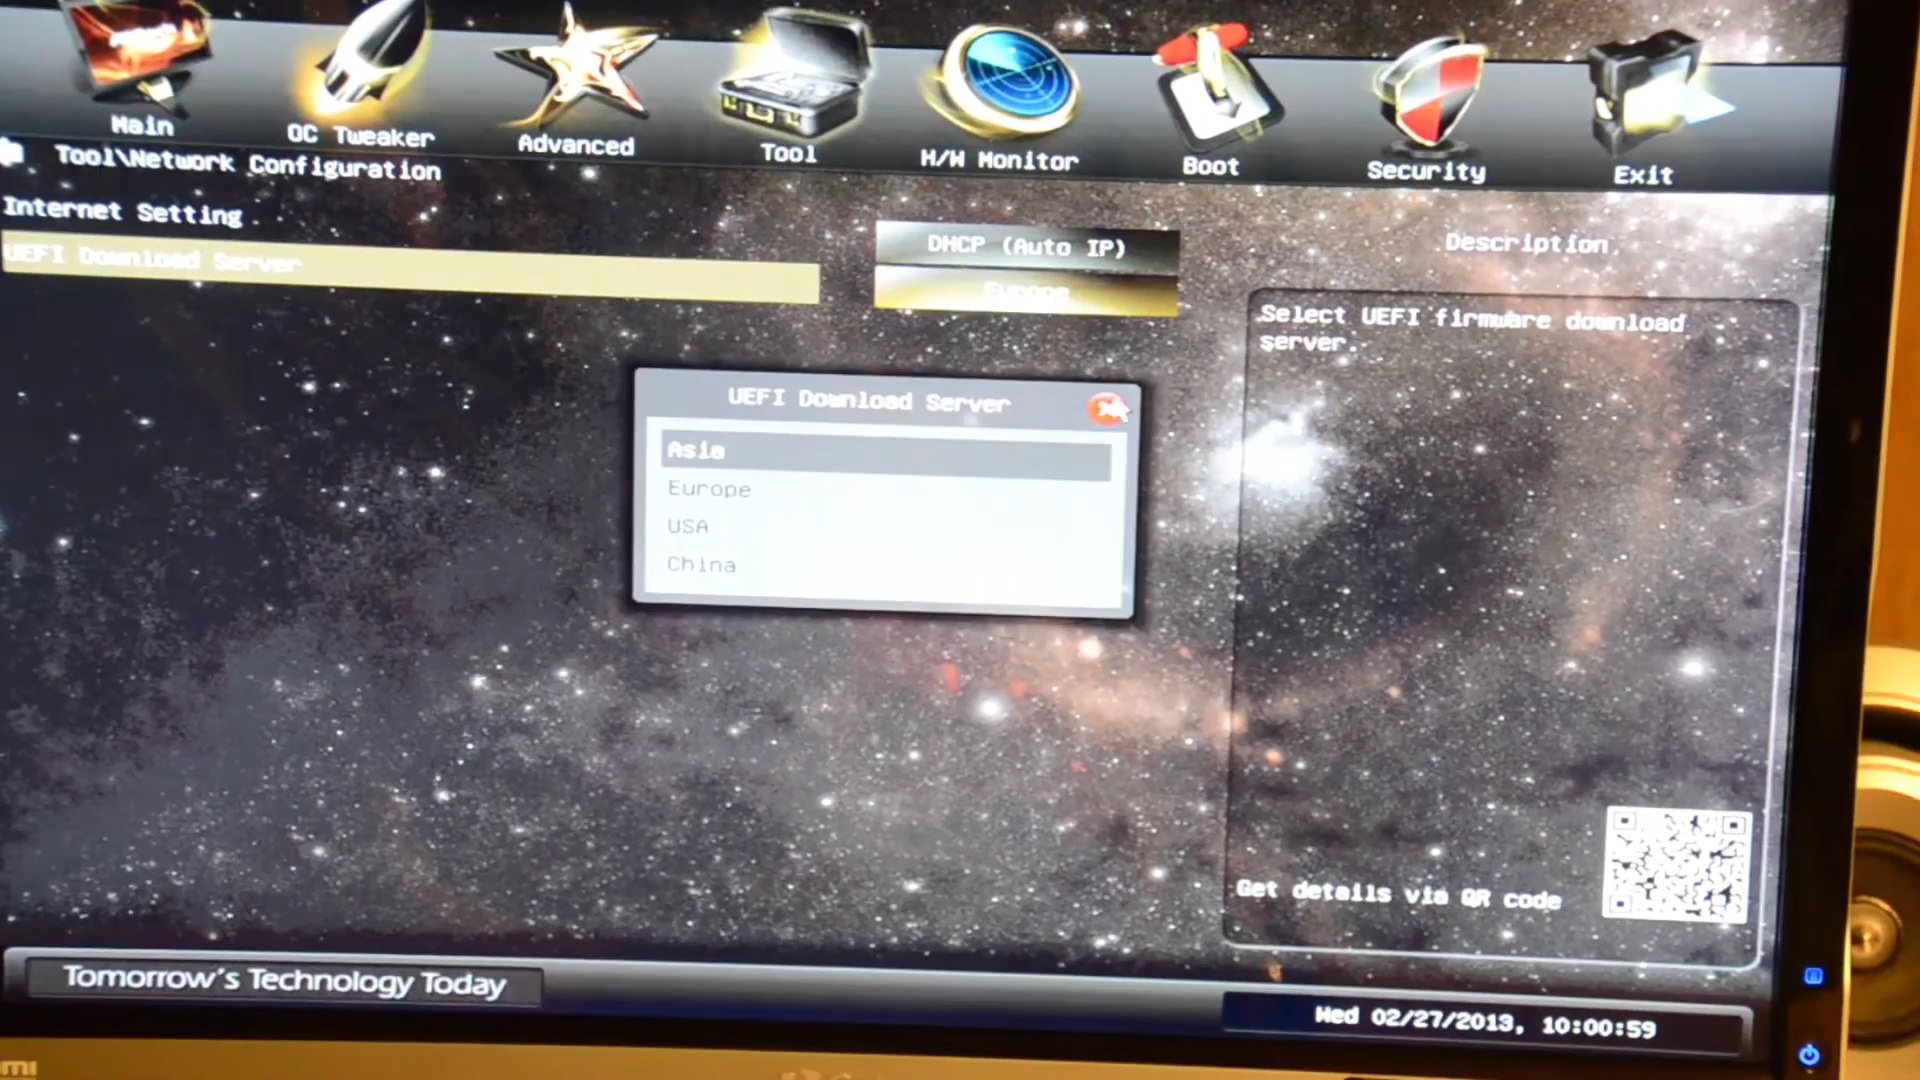 Main
OC Tweaker
Advanced
Tool
H/W Monitor
Boot
Security
Exit
Tool\Network Configuration
Internet Setting
DHCP (Auto IP)
UEFI Download Server
Europe
Description
Select UEFI firmware download
server.
UEFI Download Server
Asia
Europe
USA
China
Get details via QR code
Tomorrow's Technology Today
Wed 02/27/2013, 10:00:59